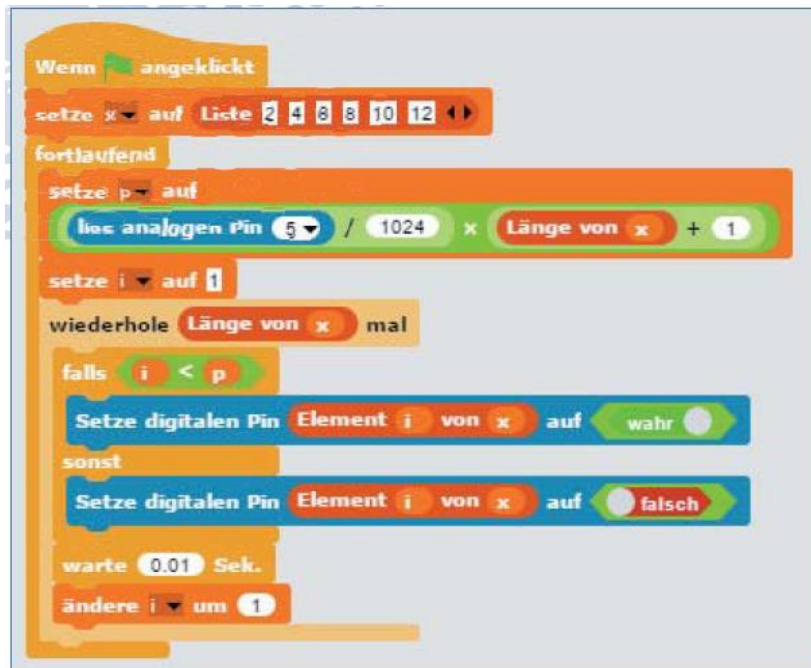 Wenn angeklickt
setze x auf Liste 2 4 8 8 10 12
fortlaufend
setze p auf
lies analogen Pin 5 / 1024 × Länge von x + 1
setze i auf 1
wiederhole Länge von x mal
falls i < p
Setze digitalen Pin Element i von x auf wahr
sonst
Setze digitalen Pin Element i von x auf falsch
warte 0.01 Sek.
ändere i um 1